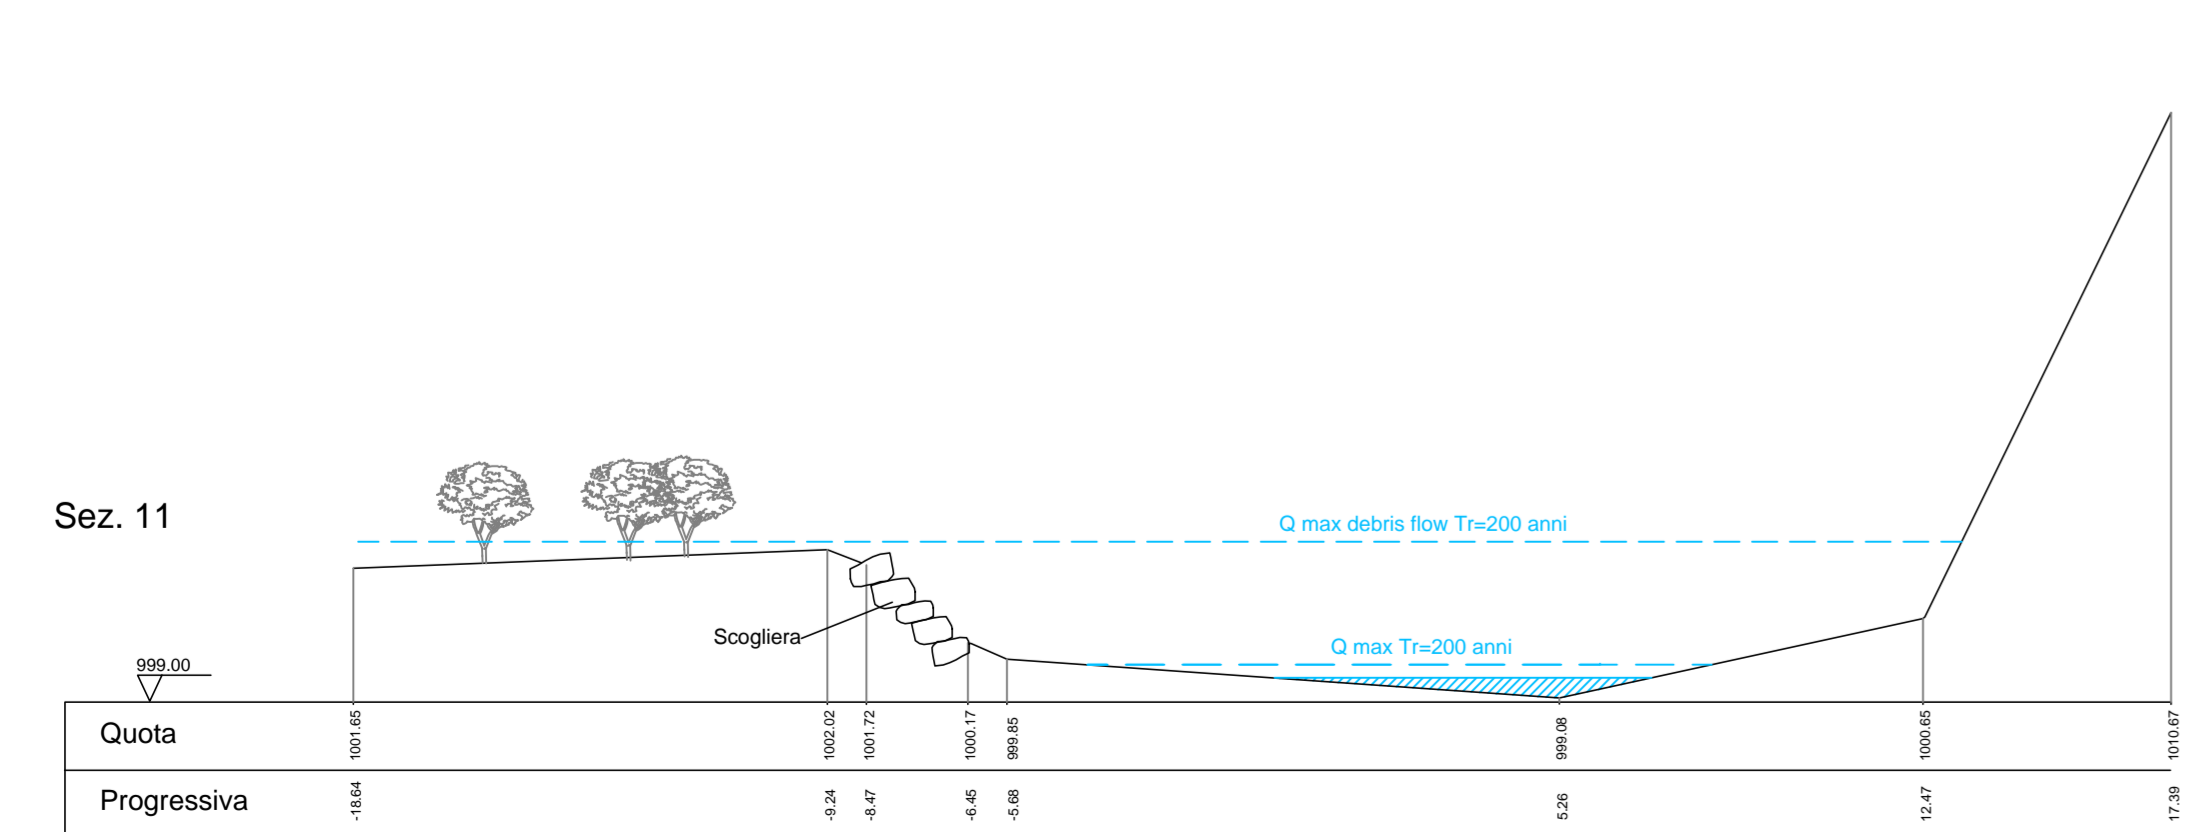 Sez. 11
Q max debris flow Tr=200 anni
Scogliera
Q max Tr=200 anni
999.00
Quota
1001.65
1002.02
1001.72
1000.17
999.85
999.08
1000.65
1010.67
Progressiva
-18.64
-9.24
-8.47
-6.45
-5.68
5.26
12.47
17.39